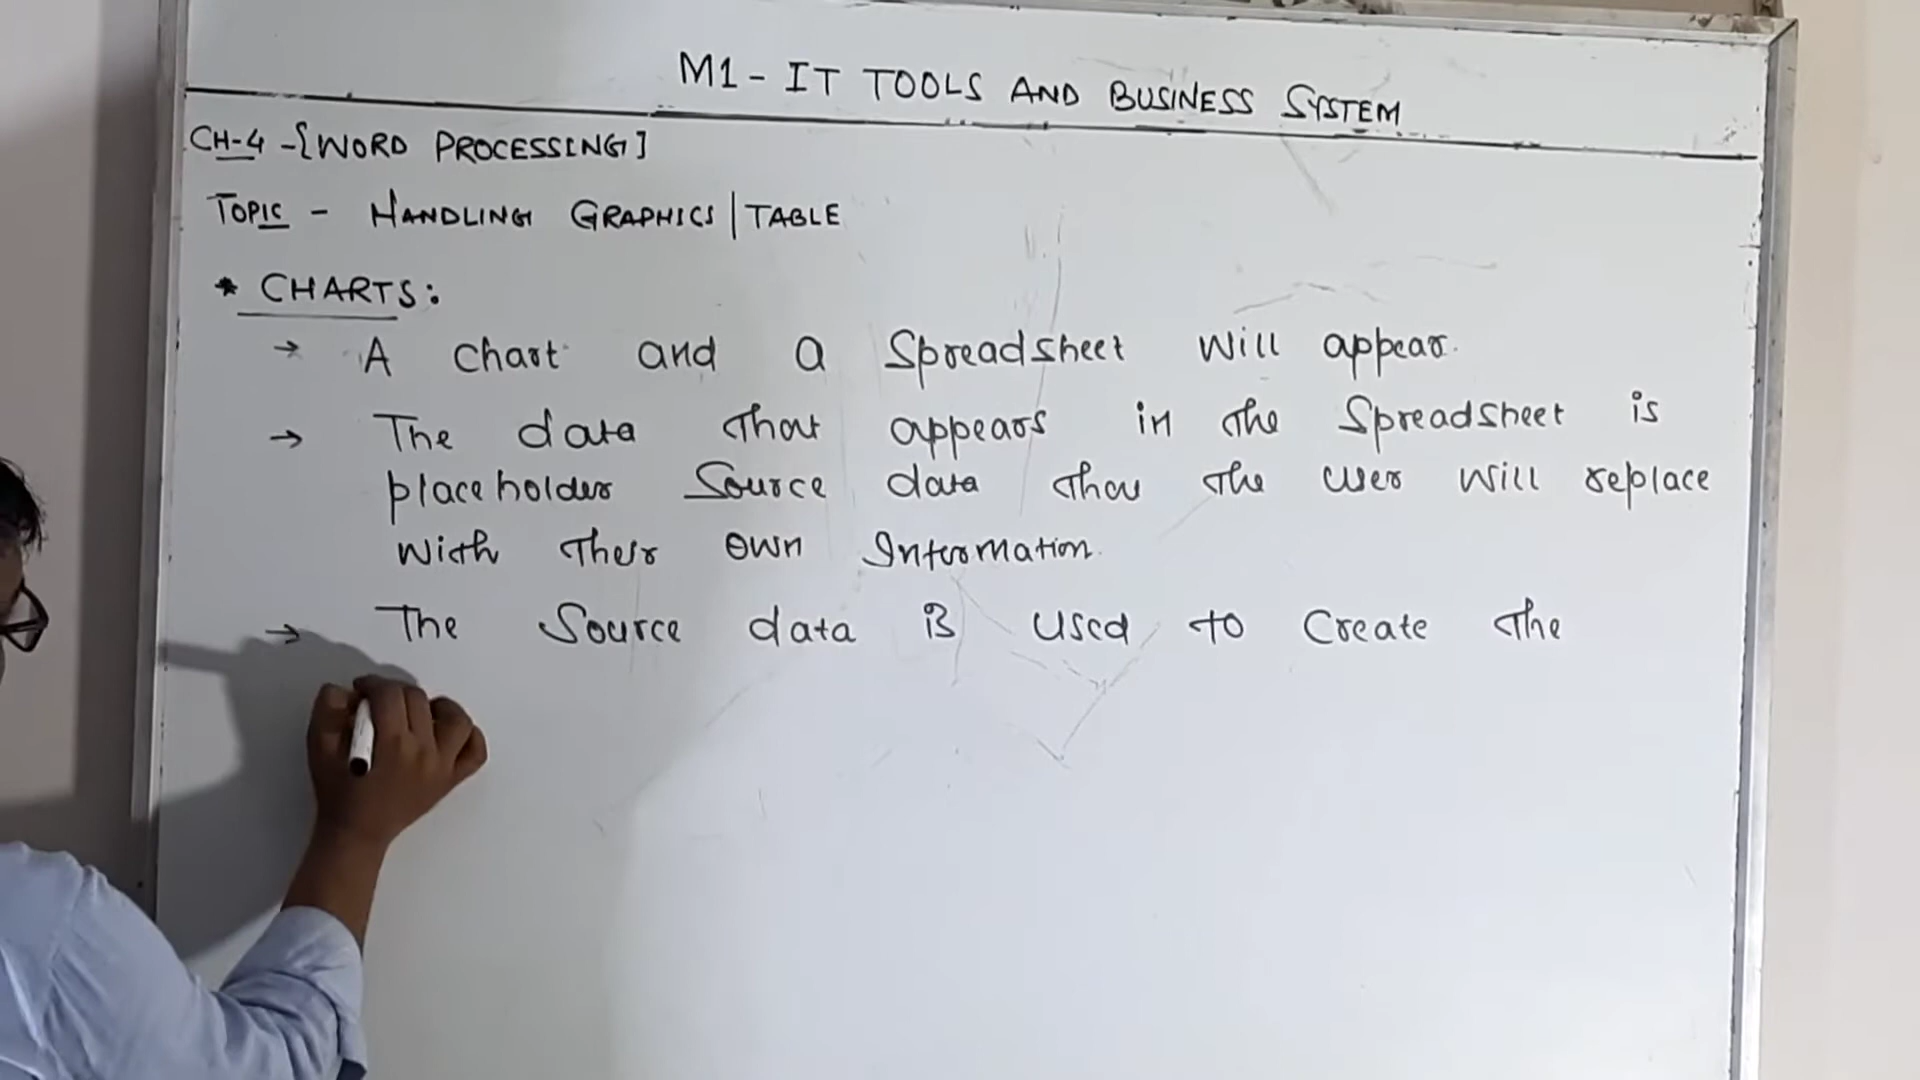 M1 - IT TOOLS AND BUSINESS SYSTEM
CH-4 - [WORD PROCESSING]
TOPIC - HANDLING GRAPHICS | TABLE
* CHARTS:
→ A chart and a Spreadsheet will appear.
→ The data that appears in the Spreadsheet is
placeholder Source data that the user will replace
with their own Information.
→ The Source data is used to Create the